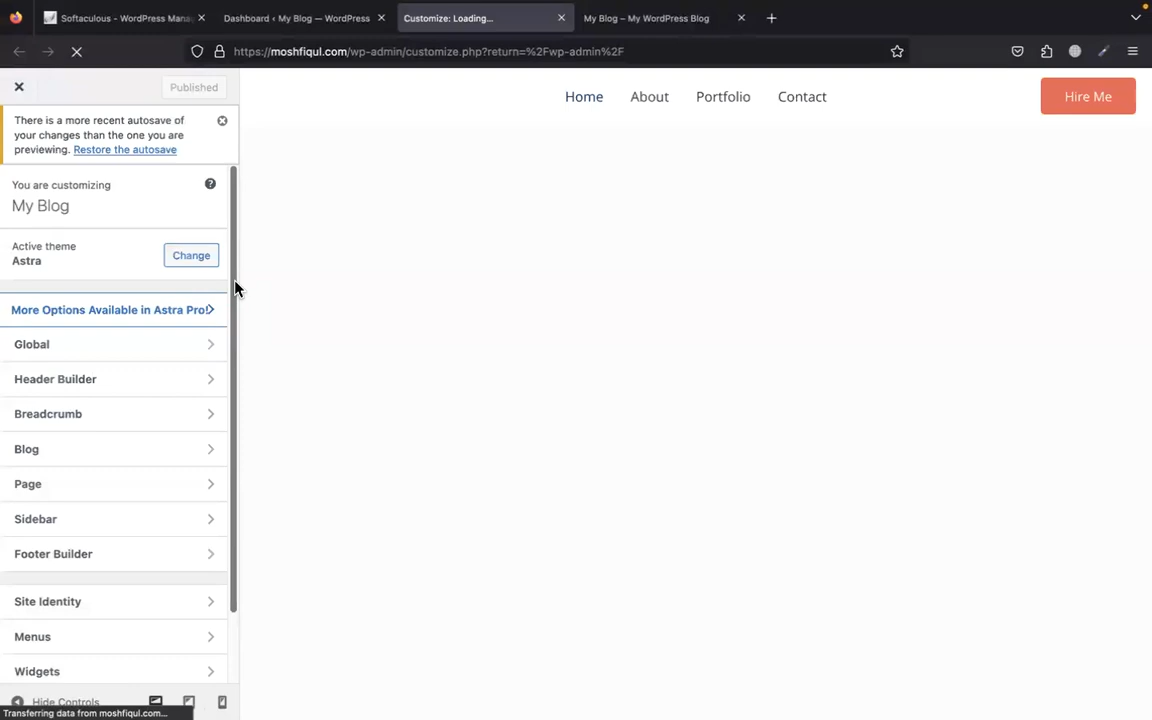 Softaculous - WordPress Mana
Dashboard ‹ My Blog — WordPress
Customize: Loading...
My Blog – My WordPress Blog
https://moshfiqul.com/wp-admin/customize.php?return=%2Fwp-admin%2F
Published
Home About Portfolio Contact
Hire Me
There is a more recent autosave of
your changes than the one you are
previewing. Restore the autosave
You are customizing
My Blog
Active theme
Astra
Change
More Options Available in Astra Pro!
Global
Header Builder
Breadcrumb
Blog
Page
Sidebar
Footer Builder
Site Identity
Menus
Widgets
Hide Controls
Transferring data from moshfiqul.com...